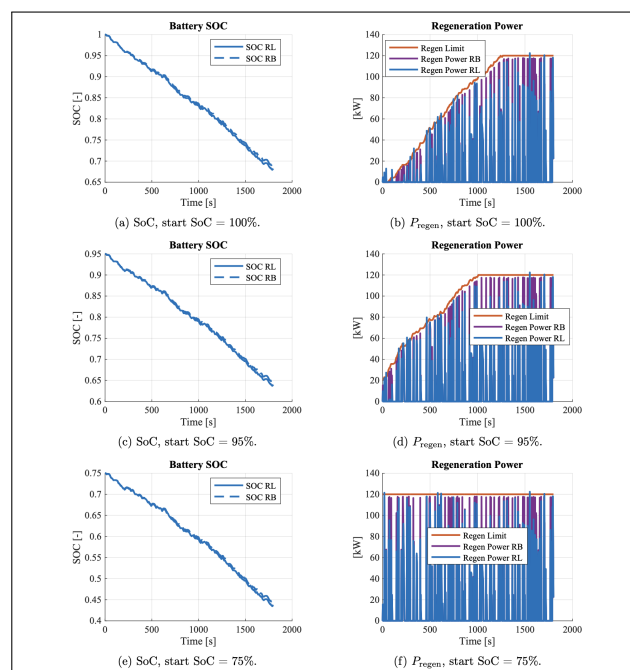 Battery SOC
SOC [-]
1
0.95
0.9
0.85
0.8
0.75
0.7
0.65
0
500
1000
1500
2000
Time [s]
SOC RL
SOC RB
(a) SoC, start SoC = 100%.
Regeneration Power
[kW]
140
120
100
80
60
40
20
0
0
500
1000
1500
2000
Time [s]
Regen Limit
Regen Power RB
Regen Power RL
(b) Pregen, start SoC = 100%.
Battery SOC
SOC [-]
0.95
0.9
0.85
0.8
0.75
0.7
0.65
0.6
0
500
1000
1500
2000
Time [s]
SOC RL
SOC RB
(c) SoC, start SoC = 95%.
Regeneration Power
[kW]
140
120
100
80
60
40
20
0
0
500
1000
1500
2000
Time [s]
Regen Limit
Regen Power RB
Regen Power RL
(d) Pregen, start SoC = 95%.
Battery SOC
SOC [-]
0.75
0.7
0.65
0.6
0.55
0.5
0.45
0.4
0
500
1000
1500
2000
Time [s]
SOC RL
SOC RB
(e) SoC, start SoC = 75%.
Regeneration Power
[kW]
140
120
100
80
60
40
20
0
0
500
1000
1500
2000
Time [s]
Regen Limit
Regen Power RB
Regen Power RL
(f) Pregen, start SoC = 75%.